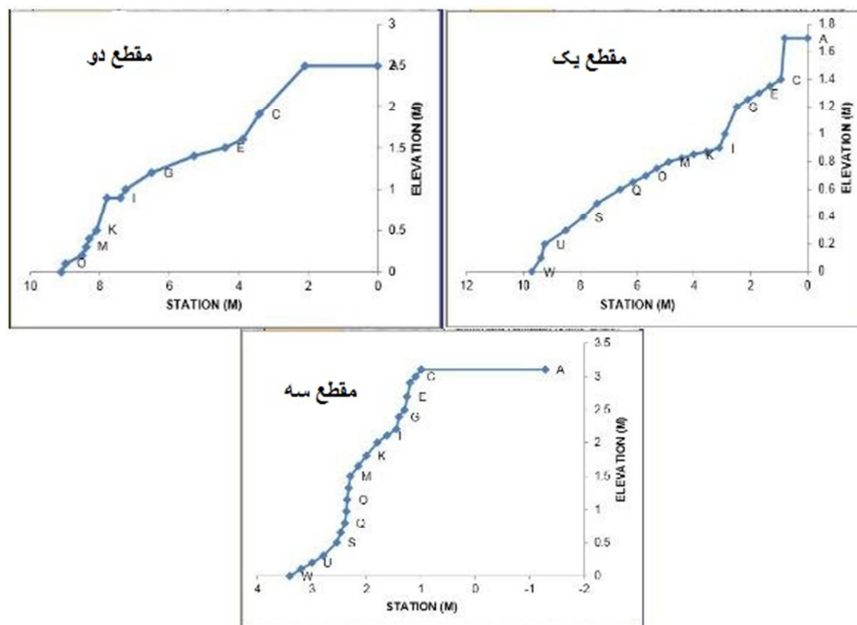 مقطع دو
3
2.5
2
1.5
1
0.5
0
ELEVATION (M)
A
C
E
G
I
K
M
O
10 8 6 4 2 0
STATION (M)
مقطع یک
1.8
1.6
1.4
1.2
1
0.8
0.6
0.4
0.2
0
ELEVATION (M)
A
C
E
G
I
K
M
O
Q
S
U
W
12 10 8 6 4 2 0
STATION (M)
مقطع سه
3.5
3
2.5
2
1.5
1
0.5
0
ELEVATION (M)
A
C
E
G
I
K
M
O
Q
S
U
W
4 3 2 1 0 -1 -2
STATION (M)